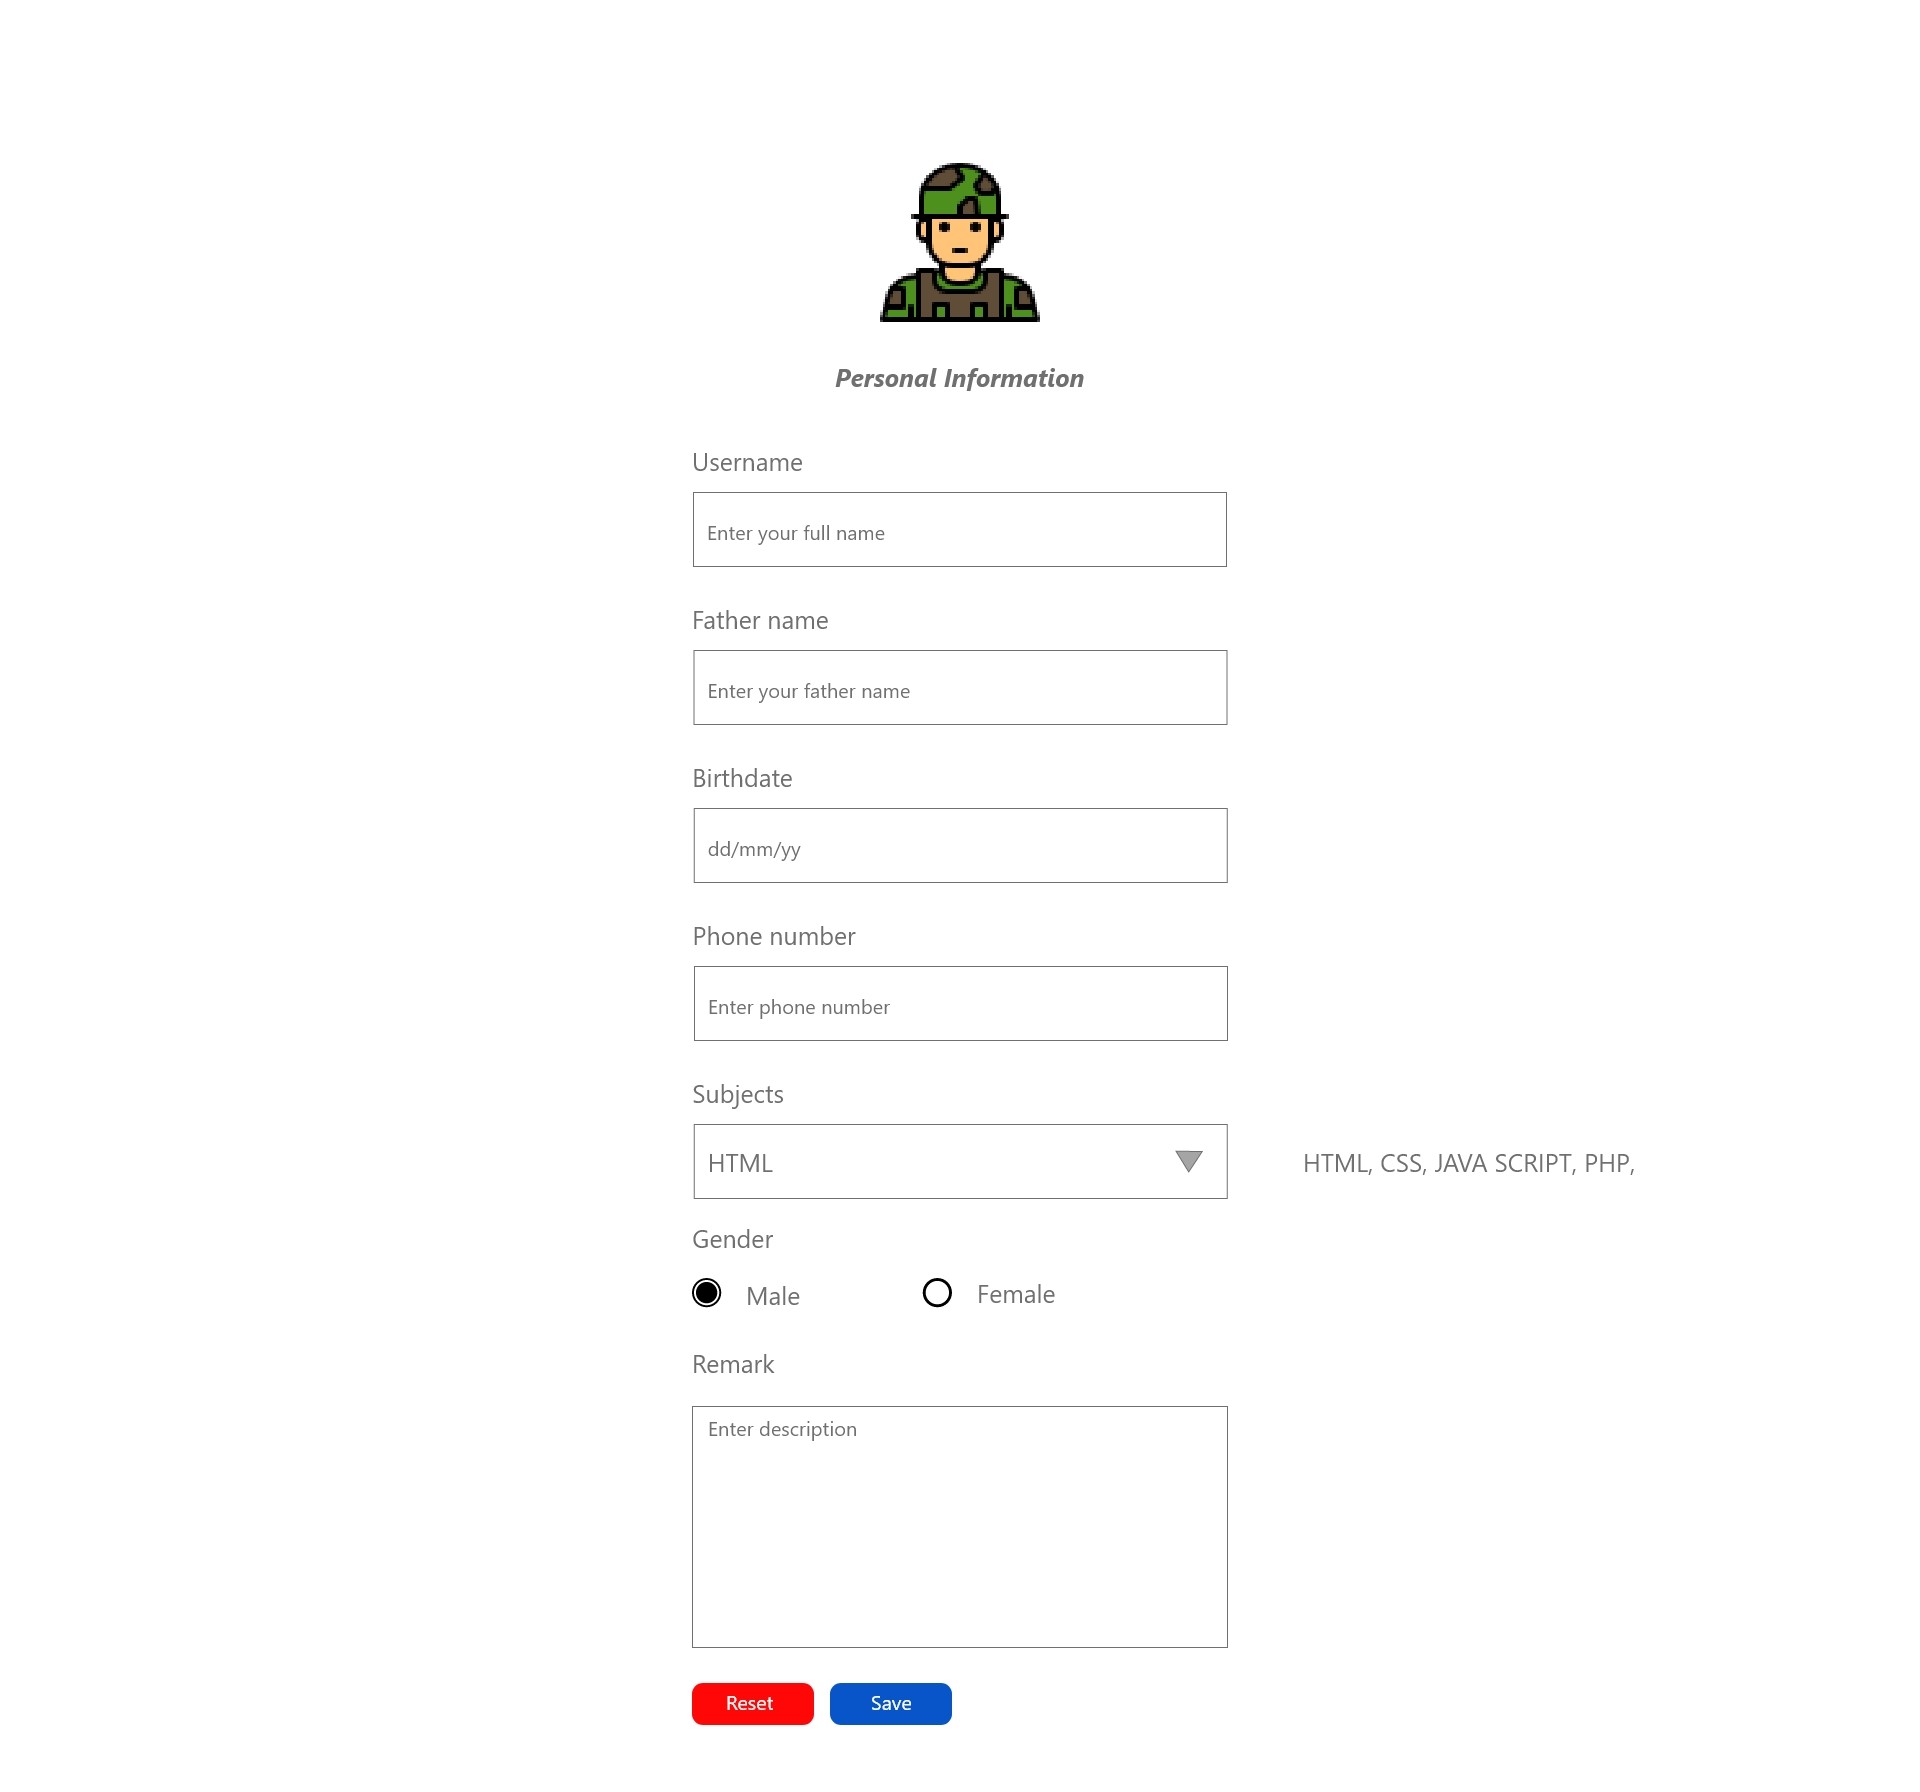 Personal Information
Username
Enter your full name
Father name
Enter your father name
Birthdate
dd/mm/yy
Phone number
Enter phone number
Subjects
HTML
HTML, CSS, JAVA SCRIPT, PHP,
Gender
Male Female
Remark
Enter description
Reset Save